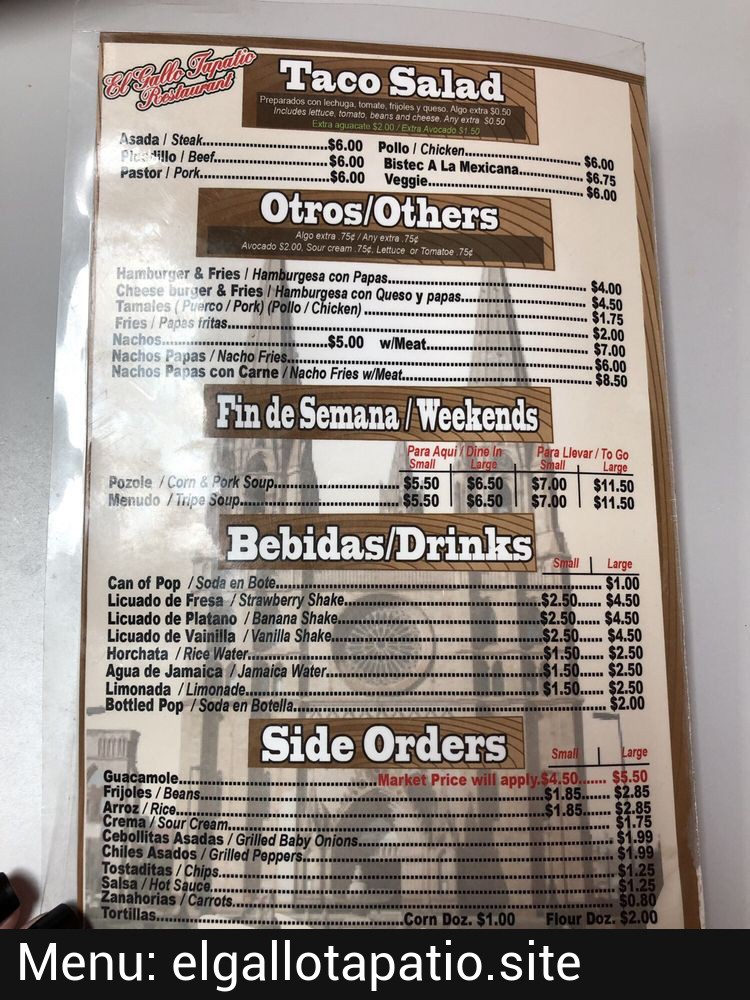 El Gallo Tapatio
Restaurant
Taco Salad
Preparados con lechuga, tomate, frijoles y queso. Algo extra $0.50
Includes lettuce, tomato, beans and cheese. Any extra $0.50
Extra aguacato $2.00 / Extra Avocado $1.50
Asada / Steak...$6.00 Pollo / Chicken...$6.00
Picadillo / Beef...$6.00 Bistec A La Mexicana...$6.75
Pastor / Pork...$6.00 Veggie...$6.00
Otros/Others
Algo extra .75¢ / Any extra .75¢
Avocado $2.00, Sour cream .75¢, Lettuce or Tomatoe .75¢
Hamburger & Fries / Hamburgesa con Papas...$4.00
Cheese burger & Fries / Hamburgesa con Queso y papas...$4.50
Tamales ( Puerco / Pork) (Pollo / Chicken)...$1.75
Fries / Papas fritas...$2.00
Nachos...$5.00 w/Meat...$7.00
Nachos Papas / Nacho Fries...$6.00
Nachos Papas con Carne / Nacho Fries w/Meat...$8.50
Fin de Semana / Weekends
Para Aqui / Dine In Para Llevar / To Go
Small Large Small Large
Pozole / Corn & Pork Soup...$5.50 $6.50 $7.00 $11.50
Menudo / Tripe Soup...$5.50 $6.50 $7.00 $11.50
Bebidas/Drinks
Small | Large
Can of Pop / Soda en Bote...$1.00
Licuado de Fresa / Strawberry Shake...$2.50...$4.50
Licuado de Platano / Banana Shake...$2.50...$4.50
Licuado de Vainilla / Vanilla Shake...$2.50...$4.50
Horchata / Rice Water...$1.50...$2.50
Agua de Jamaica / Jamaica Water...$1.50...$2.50
Limonada / Limonade...$1.50...$2.50
Bottled Pop / Soda en Botella...$2.00
Side Orders
Small | Large
Guacamole...Market Price will apply.$4.50...$5.50
Frijoles / Beans...$1.85...$2.85
Arroz / Rice...$1.85...$2.85
Crema / Sour Cream...$1.75
Cebollitas Asadas / Grilled Baby Onions...$1.99
Chiles Asados / Grilled Peppers...$1.99
Tostaditas / Chips...$1.25
Salsa / Hot Sauce...$1.25
Zanahorias / Carrots...$0.80
Tortillas...Corn Doz. $1.00 Flour Doz. $2.00
Menu: elgallotapatio.site